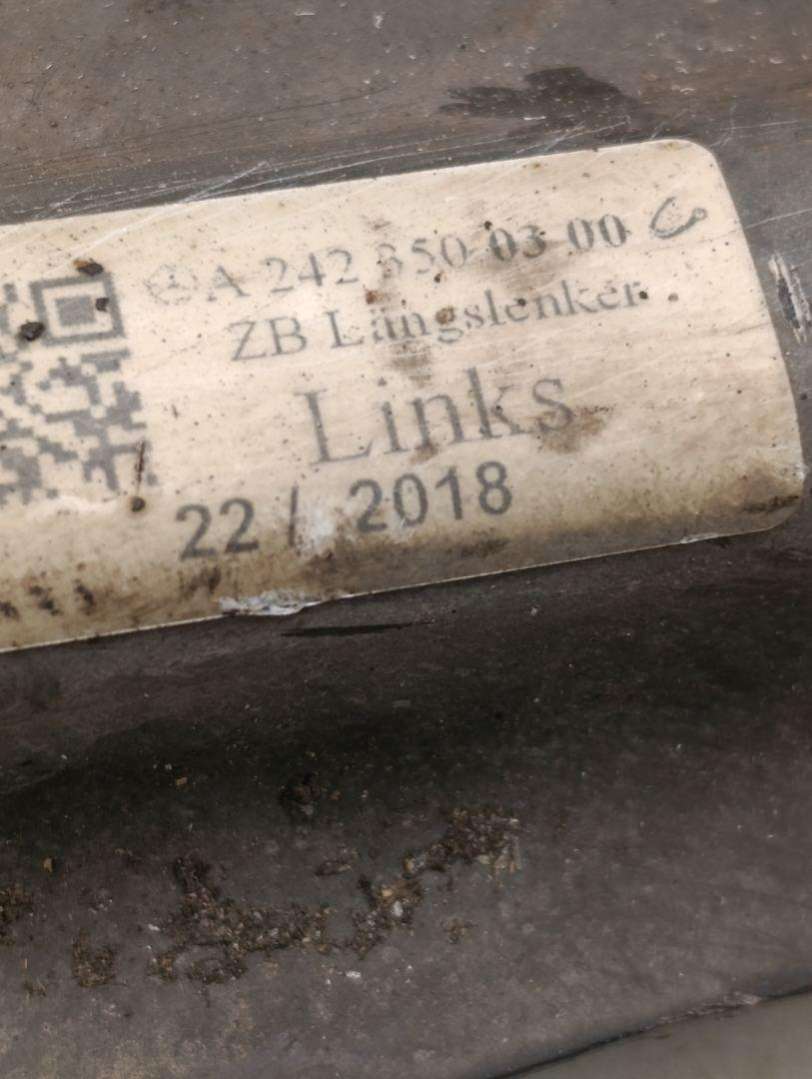 A 242 350 03 00
ZB Längslenker
Links
22 / 2018